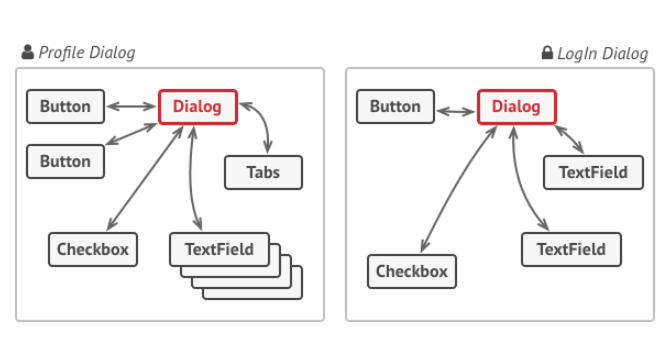 Profile Dialog
Button
Dialog
Button
Tabs
Checkbox
TextField
LogIn Dialog
Button
Dialog
TextField
TextField
Checkbox